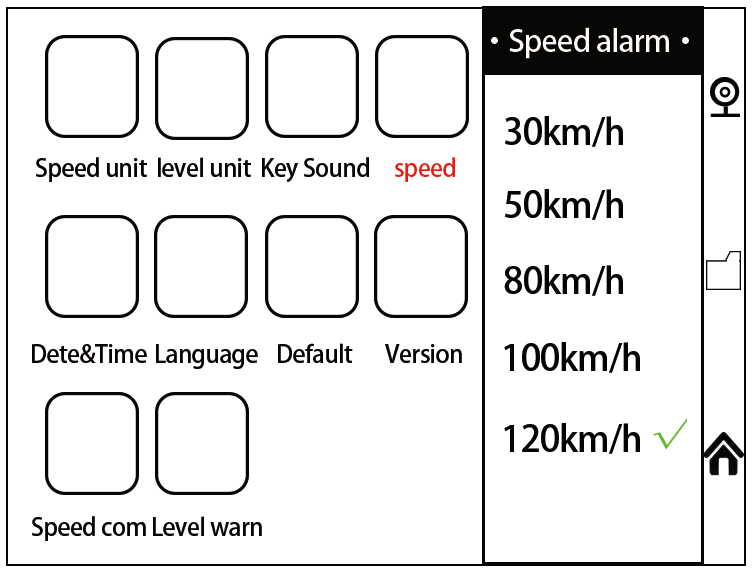 • Speed alarm •
Speed unit level unit Key Sound speed
Dete&Time Language Default Version
Speed com Level warn
30km/h
50km/h
80km/h
100km/h
120km/h